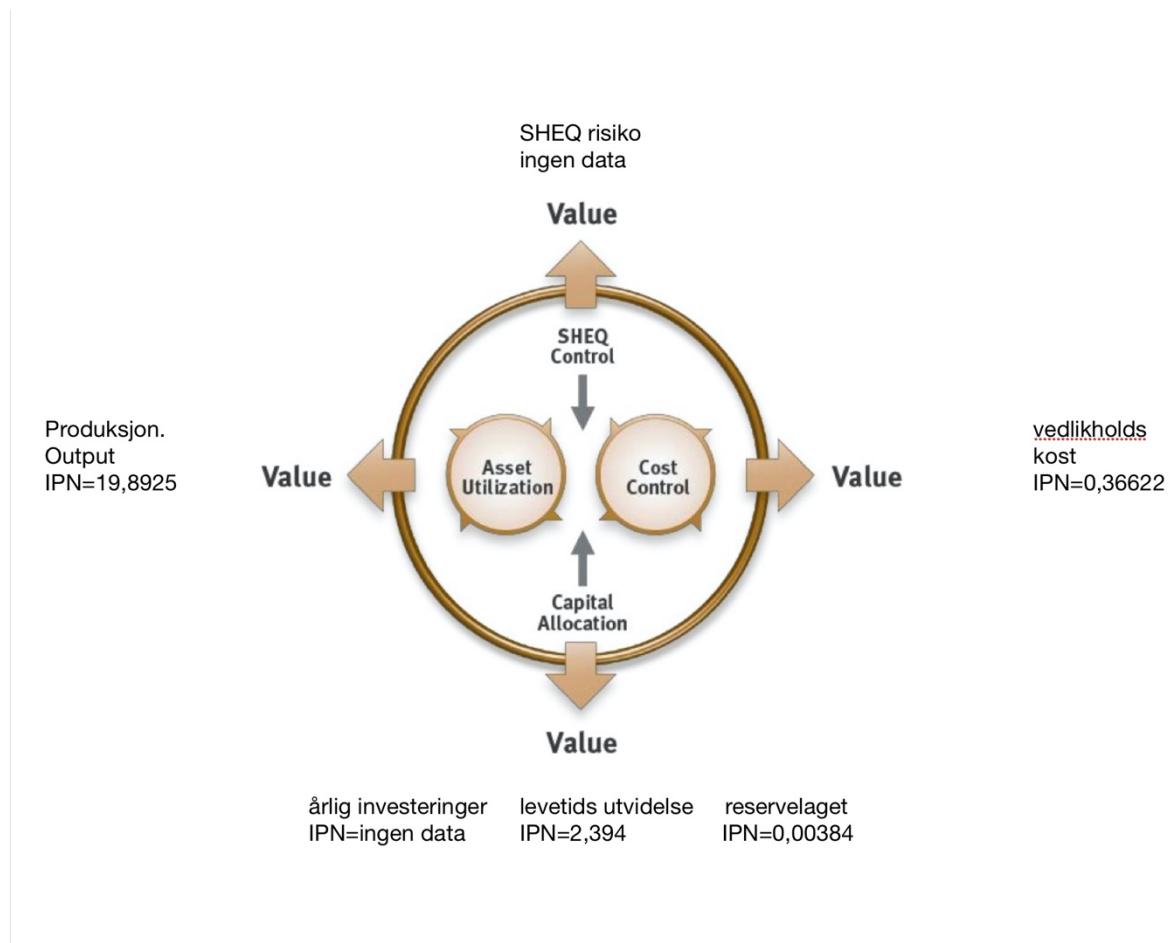 SHEQ risiko
ingen data
Value
SHEQ
Control
Produksjon.
Output
IPN=19,8925
Value
Asset
Utilization
Cost
Control
Value
vedlikholds
kost
IPN=0,36622
Capital
Allocation
Value
årlig investeringer
IPN=ingen data
levetids utvidelse
IPN=2,394
reservelaget
IPN=0,00384